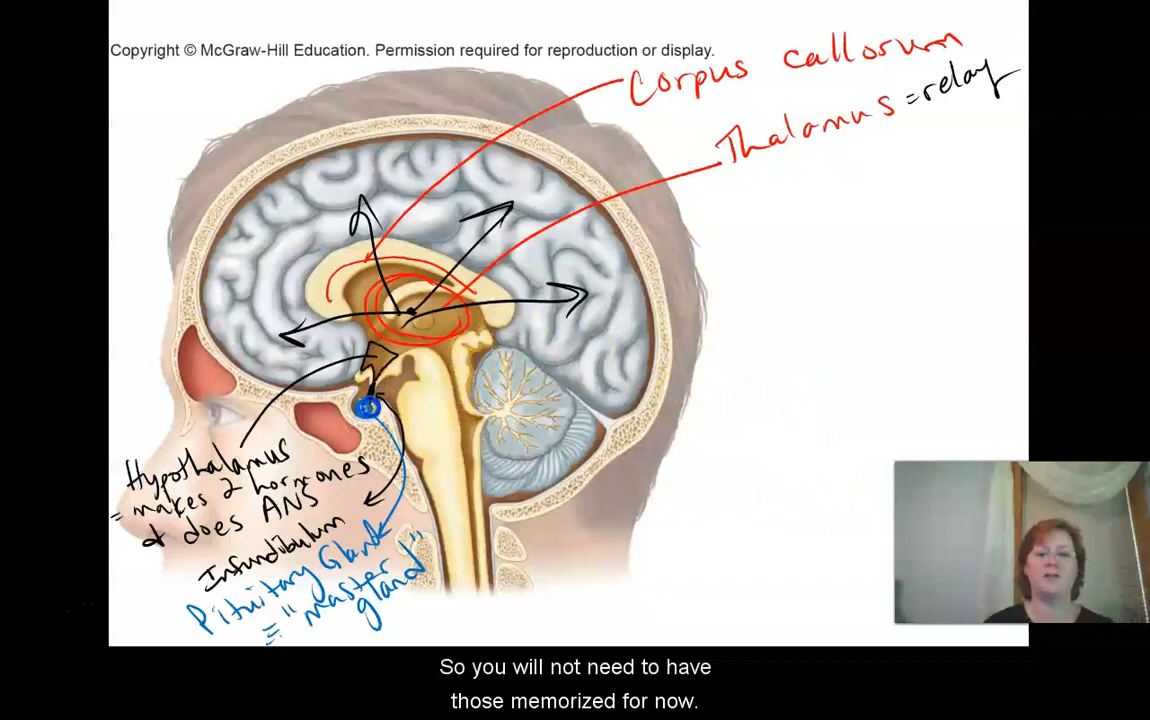 Copyright © McGraw-Hill Education. Permission required for reproduction or display.
Corpus callorum
Thalamus = relay
Hypothalamus
= makes 2 hormones
& does ANS
Infundibulum
Pituitary Gland
= "master
gland"
So you will not need to have
those memorized for now.